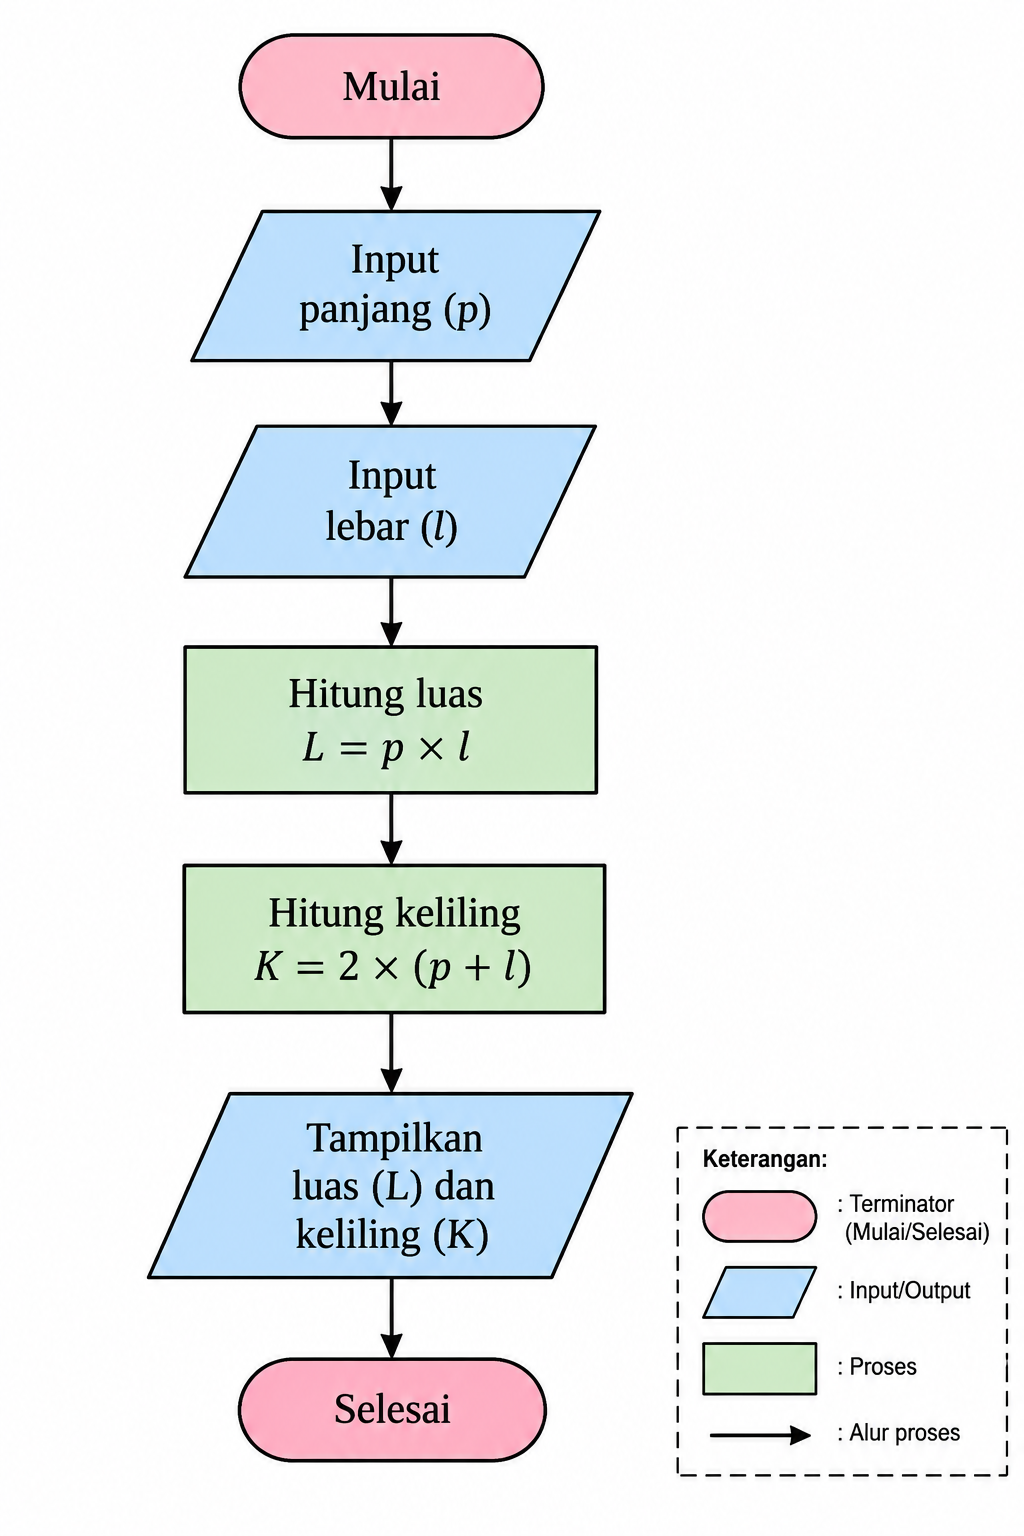 Mulai
Input
panjang (p)
Input
lebar (l)
Hitung luas
L = p × l
Hitung keliling
K = 2 × (p + l)
Tampilkan
luas (L) dan
keliling (K)
Selesai
Keterangan:
: Terminator
(Mulai/Selesai)
: Input/Output
: Proses
: Alur proses